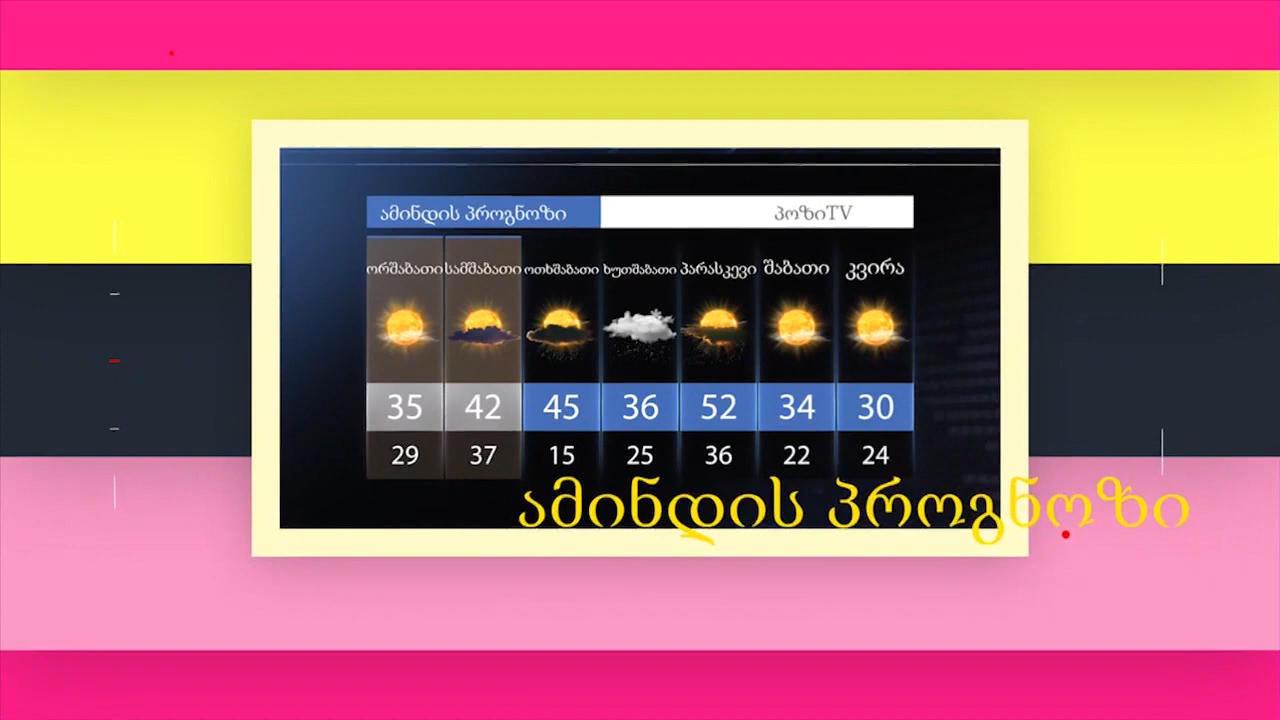 ამინდის პროგნოზი პოზიTV
ორშაბათი სამშაბათი ოთხშაბათი ხუთშაბათი პარასკევი შაბათი კვირა
35 42 45 36 52 34 30
29 37 15 25 36 22 24
ამინდის პროგნოზი